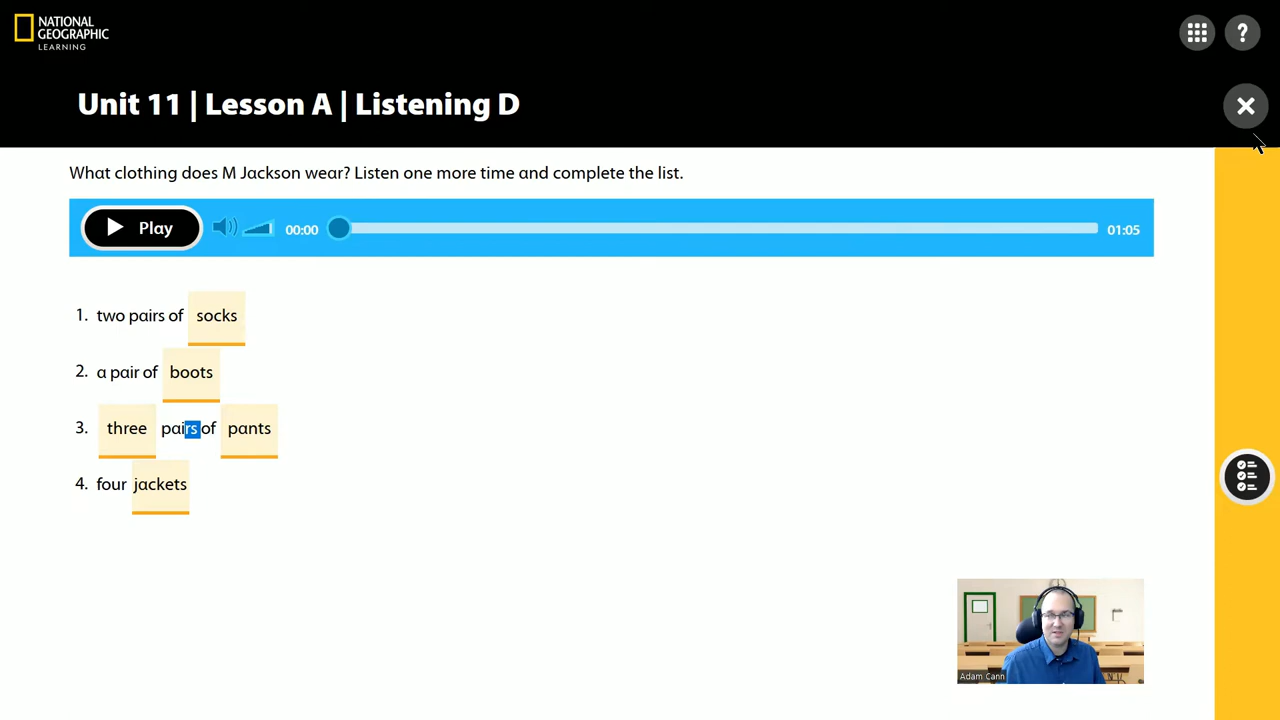 NATIONAL
GEOGRAPHIC
LEARNING
?
Unit 11 | Lesson A | Listening D
What clothing does M Jackson wear? Listen one more time and complete the list.
Play 00:00 01:05
1. two pairs of socks
2. a pair of boots
3. three pairs of pants
4. four jackets
Adam Cann